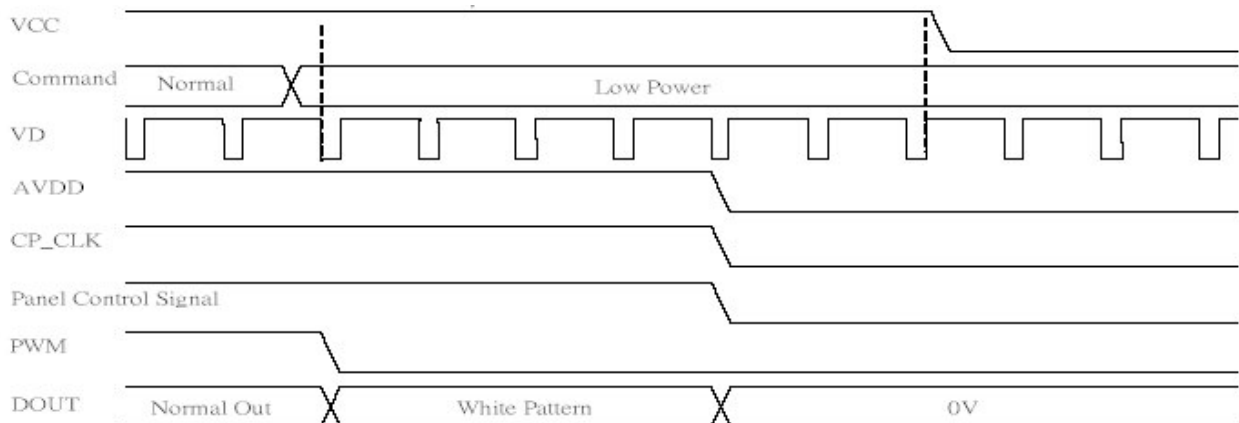 VCC
Command Normal Low Power
VD
AVDD
CP_CLK
Panel Control Signal
PWM
DOUT Normal Out White Pattern 0V